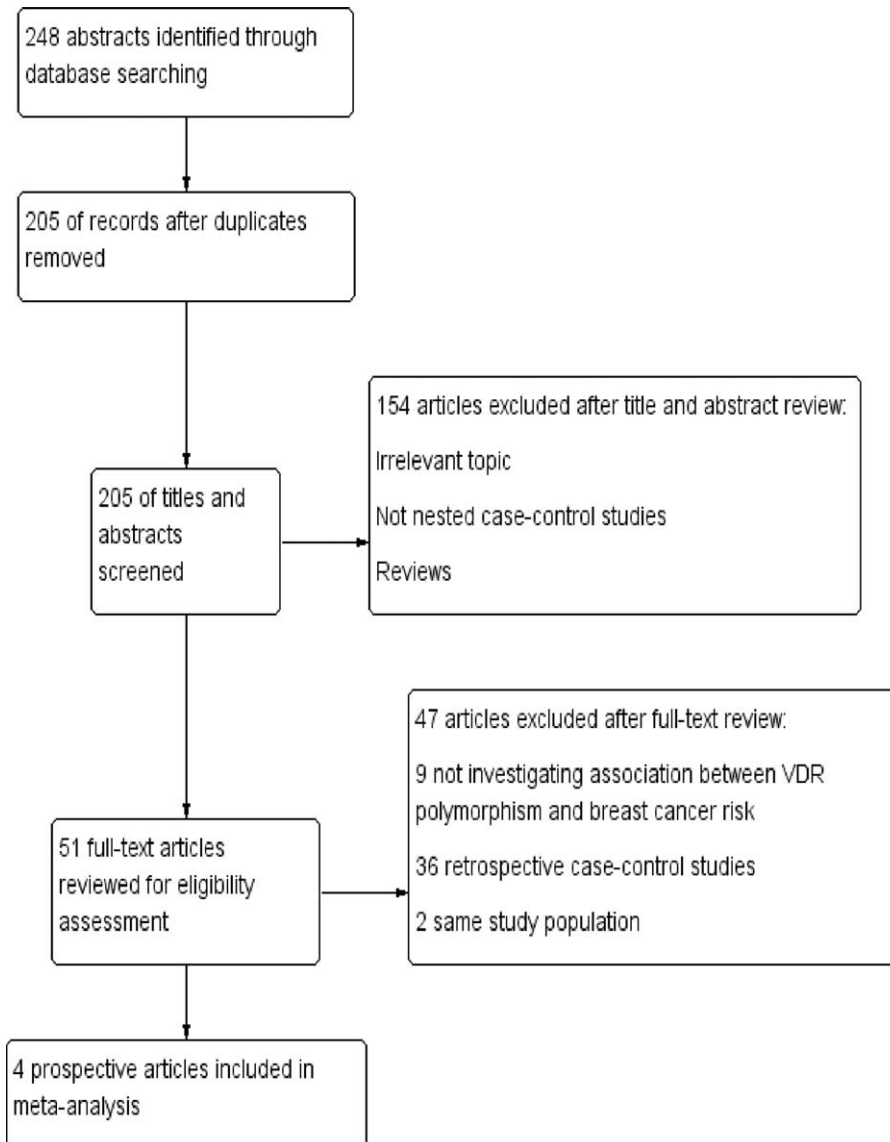 248 abstracts identified through
database searching
205 of records after duplicates
removed
205 of titles and
abstracts
screened
154 articles excluded after title and abstract review:
Irrelevant topic
Not nested case-control studies
Reviews
51 full-text articles
reviewed for eligibility
assessment
47 articles excluded after full-text review:
9 not investigating association between VDR
polymorphism and breast cancer risk
36 retrospective case-control studies
2 same study population
4 prospective articles included in
meta-analysis